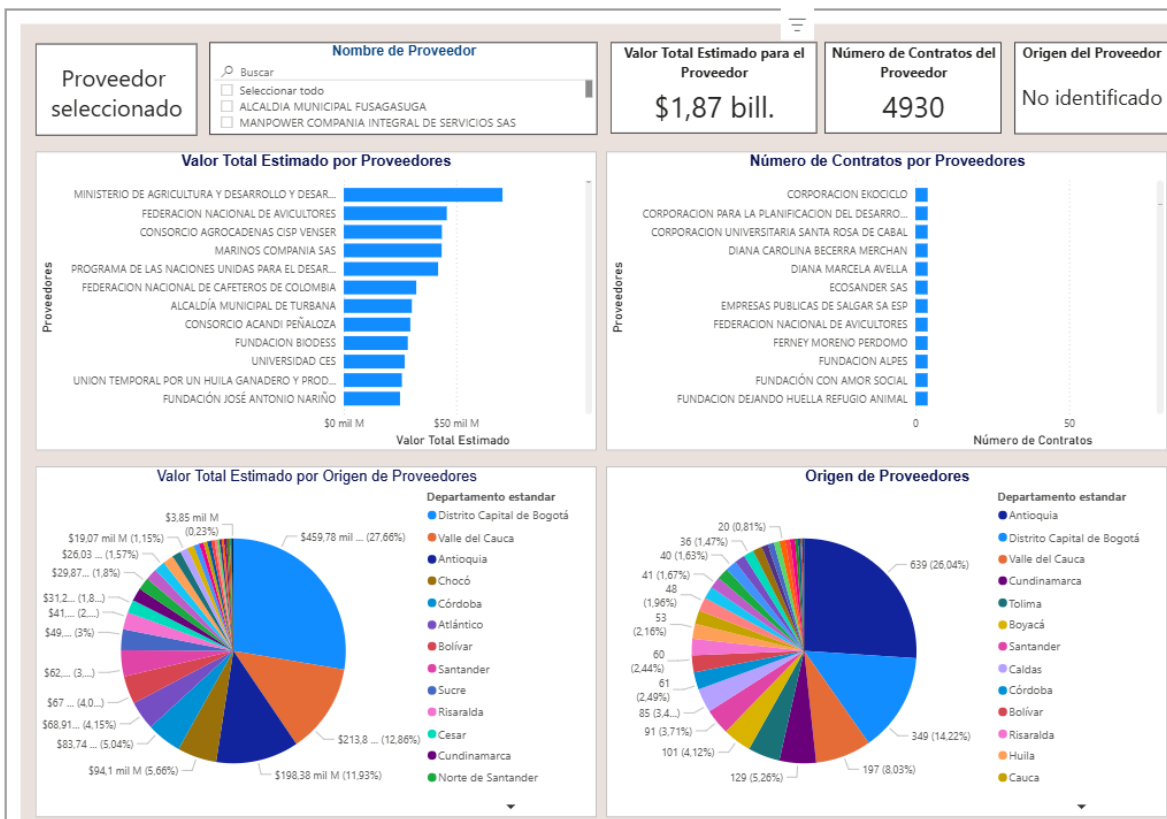 Proveedor
seleccionado
Nombre de Proveedor
Buscar
Seleccionar todo
ALCALDIA MUNICIPAL FUSAGASUGA
MANPOWER COMPANIA INTEGRAL DE SERVICIOS SAS
Valor Total Estimado para el
Proveedor
$1,87 bill.
Número de Contratos del
Proveedor
4930
Origen del Proveedor
No identificado
Valor Total Estimado por Proveedores
Proveedores
MINISTERIO DE AGRICULTURA Y DESARROLLO Y DESAR...
FEDERACION NACIONAL DE AVICULTORES
CONSORCIO AGROCADENAS CISP VENSER
MARINOS COMPANIA SAS
PROGRAMA DE LAS NACIONES UNIDAS PARA EL DESAR...
FEDERACION NACIONAL DE CAFETEROS DE COLOMBIA
ALCALDÍA MUNICIPAL DE TURBANA
CONSORCIO ACANDI PEÑALOZA
FUNDACION BIODESS
UNIVERSIDAD CES
UNION TEMPORAL POR UN HUILA GANADERO Y PROD...
FUNDACIÓN JOSÉ ANTONIO NARIÑO
$0 mil M
$50 mil M
Valor Total Estimado
Número de Contratos por Proveedores
Proveedores
CORPORACION EKOCICLO
CORPORACION PARA LA PLANIFICACION DEL DESARRO...
CORPORACION UNIVERSITARIA SANTA ROSA DE CABAL
DIANA CAROLINA BECERRA MERCHAN
DIANA MARCELA AVELLA
ECOSANDER SAS
EMPRESAS PUBLICAS DE SALGAR SA ESP
FEDERACION NACIONAL DE AVICULTORES
FERNEY MORENO PERDOMO
FUNDACION ALPES
FUNDACIÓN CON AMOR SOCIAL
FUNDACION DEJANDO HUELLA REFUGIO ANIMAL
0
50
Número de Contratos
Valor Total Estimado por Origen de Proveedores
$3,85 mil M
(0,23%)
$19,07 mil M (1,15%)
$26,03 ... (1,57%)
$29,87... (1,8%)
$31,2... (1,8...)
$41,... (2,...)
$49,... (3%)
$62,... (3,...)
$67 ... (4,0...)
$68,91... (4,15%)
$83,74 ... (5,04%)
$94,1 mil M (5,66%)
$198,38 mil M (11,93%)
$213,8 ... (12,86%)
$459,78 mil ... (27,66%)
Departamento estandar
Distrito Capital de Bogotá
Valle del Cauca
Antioquia
Chocó
Córdoba
Atlántico
Bolívar
Santander
Sucre
Risaralda
Cesar
Cundinamarca
Norte de Santander
Origen de Proveedores
20 (0,81%)
36 (1,47%)
40 (1,63%)
41 (1,67%)
48
(1,96%)
53
(2,16%)
60
(2,44%)
61
(2,49%)
85 (3,4...)
91 (3,71%)
101 (4,12%)
129 (5,26%)
197 (8,03%)
349 (14,22%)
639 (26,04%)
Departamento estandar
Antioquia
Distrito Capital de Bogotá
Valle del Cauca
Cundinamarca
Tolima
Boyacá
Santander
Caldas
Córdoba
Bolívar
Risaralda
Huila
Cauca